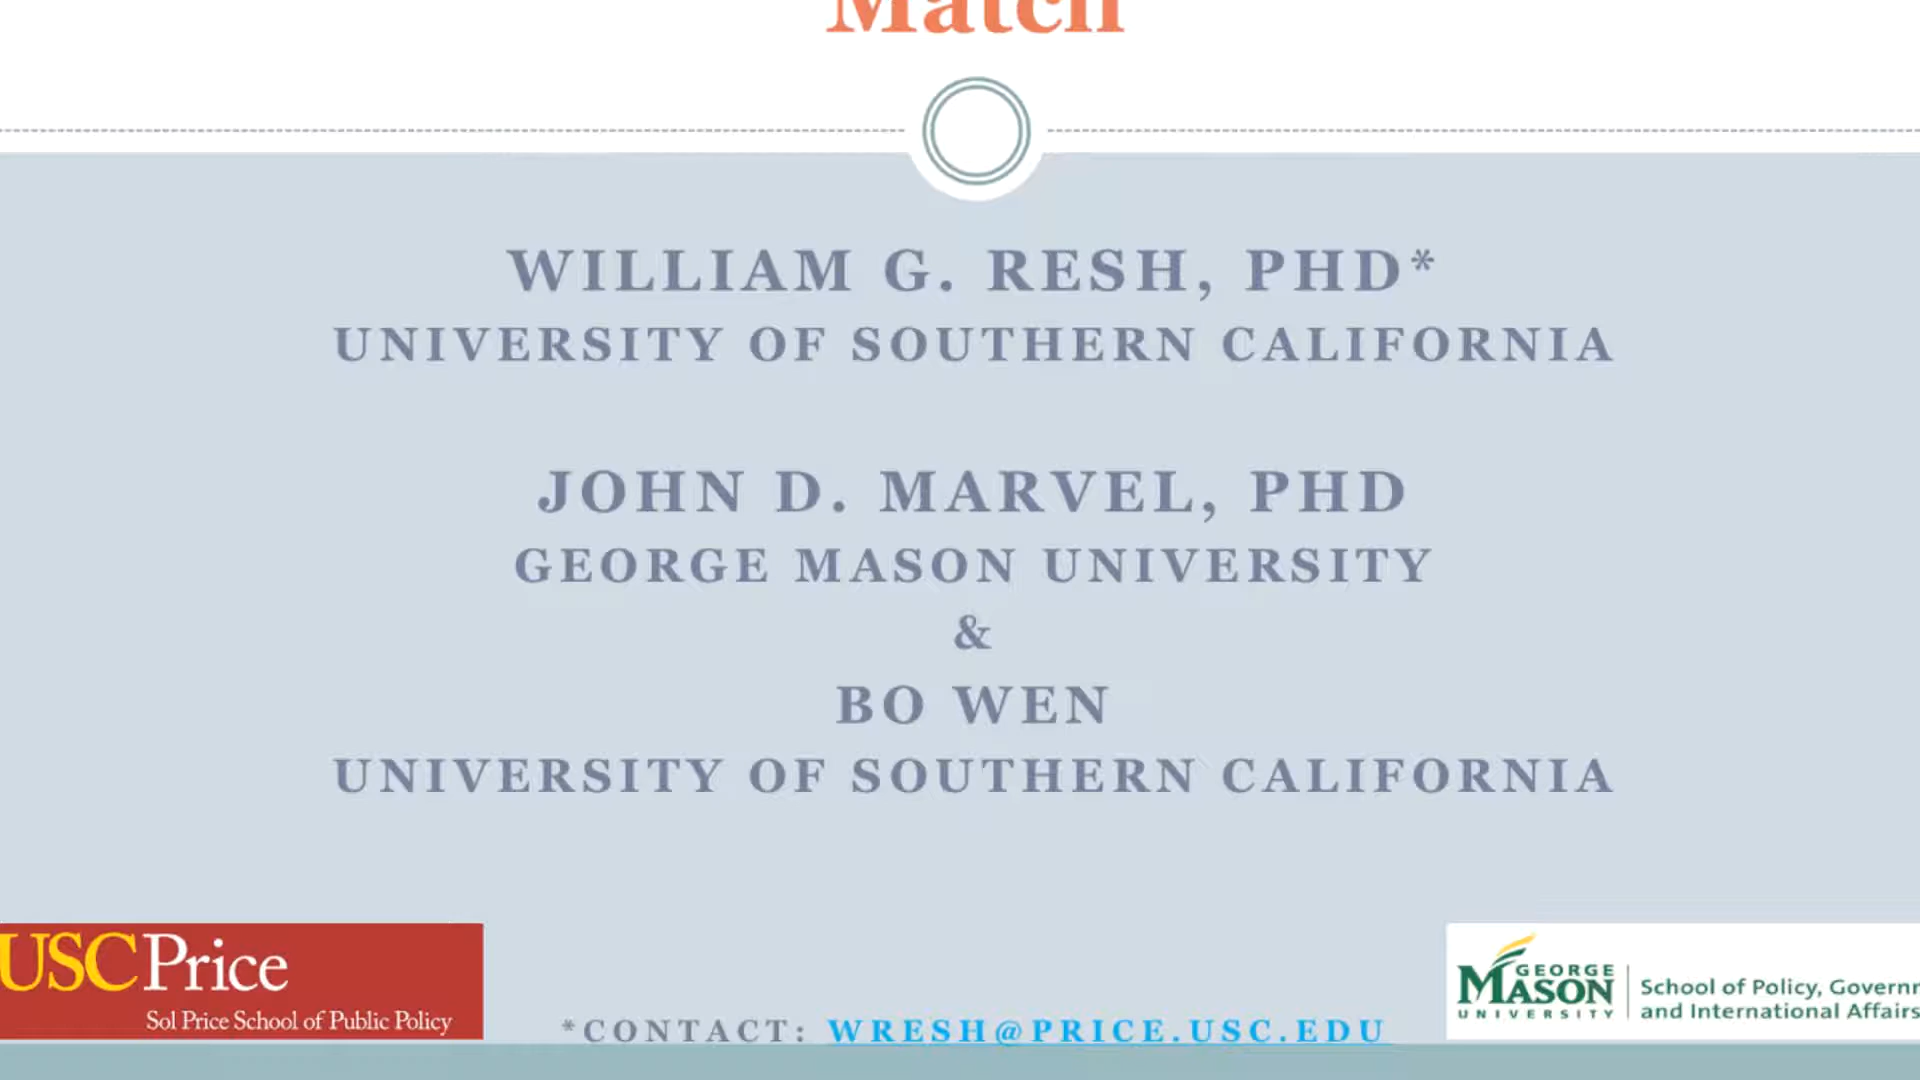 Match
WILLIAM G. RESH, PHD*
UNIVERSITY OF SOUTHERN CALIFORNIA
JOHN D. MARVEL, PHD
GEORGE MASON UNIVERSITY
&
BO WEN
UNIVERSITY OF SOUTHERN CALIFORNIA
USC Price
Sol Price School of Public Policy
*CONTACT: WRESH@PRICE.USC.EDU
GEORGE
MASON
UNIVERSITY
School of Policy,
and International Affairs